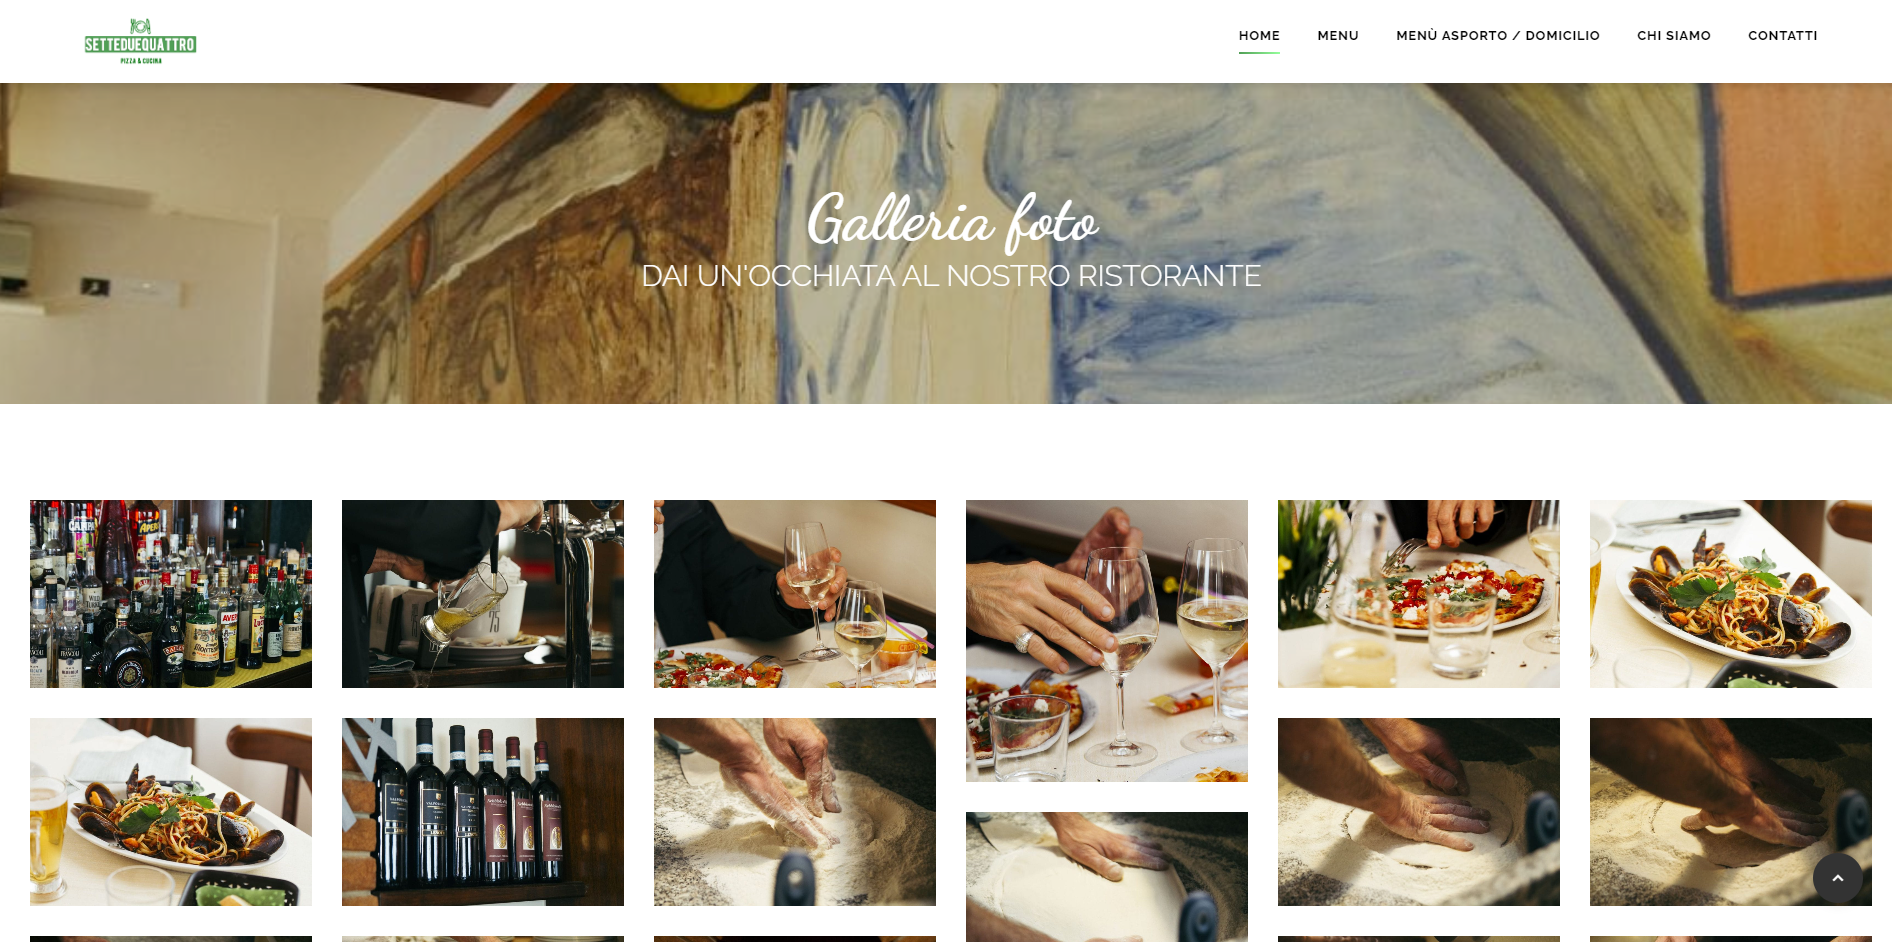 SETTEDUEQUATTRO
PIZZA & CUCINA
HOME
MENU
MENÙ ASPORTO / DOMICILIO
CHI SIAMO
CONTATTI
Galleria foto
DAI UN'OCCHIATA AL NOSTRO RISTORANTE
75